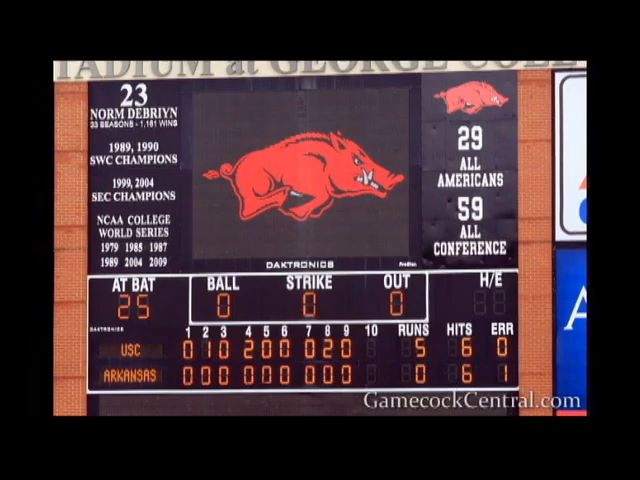 STADIUM at GEORGE COLE
23
NORM DEBRIYN
33 SEASONS - 1,161 WINS
1989, 1990
SWC CHAMPIONS
1999, 2004
SEC CHAMPIONS
NCAA COLLEGE
WORLD SERIES
1979 1985 1987
1989 2004 2009
29
ALL
AMERICANS
59
ALL
CONFERENCE
DAKTRONICS
ProStar
AT BAT BALL STRIKE OUT H/E
25 0 0 0
DAKTRONICS
1 2 3 4 5 6 7 8 9 10 RUNS HITS ERR
USC 0 1 0 2 0 0 0 2 0 5 6 0
ARKANSAS 0 0 0 0 0 0 0 0 0 0 6 1
A
GamecockCentral.com